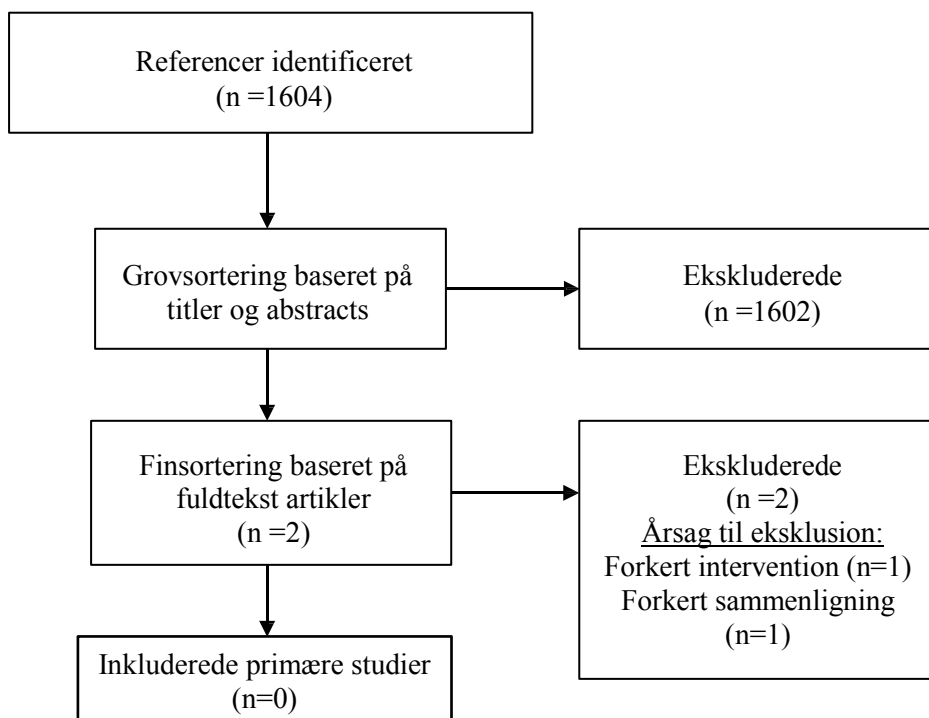 Referencer identificeret
(n =1604)
Grovsortering baseret på
titler og abstracts
Ekskluderede
(n =1602)
Finsortering baseret på
fuldtekst artikler
(n =2)
Ekskluderede
(n =2)
Årsag til eksklusion:
Forkert intervention (n=1)
Forkert sammenligning
(n=1)
Inkluderede primære studier
(n=0)